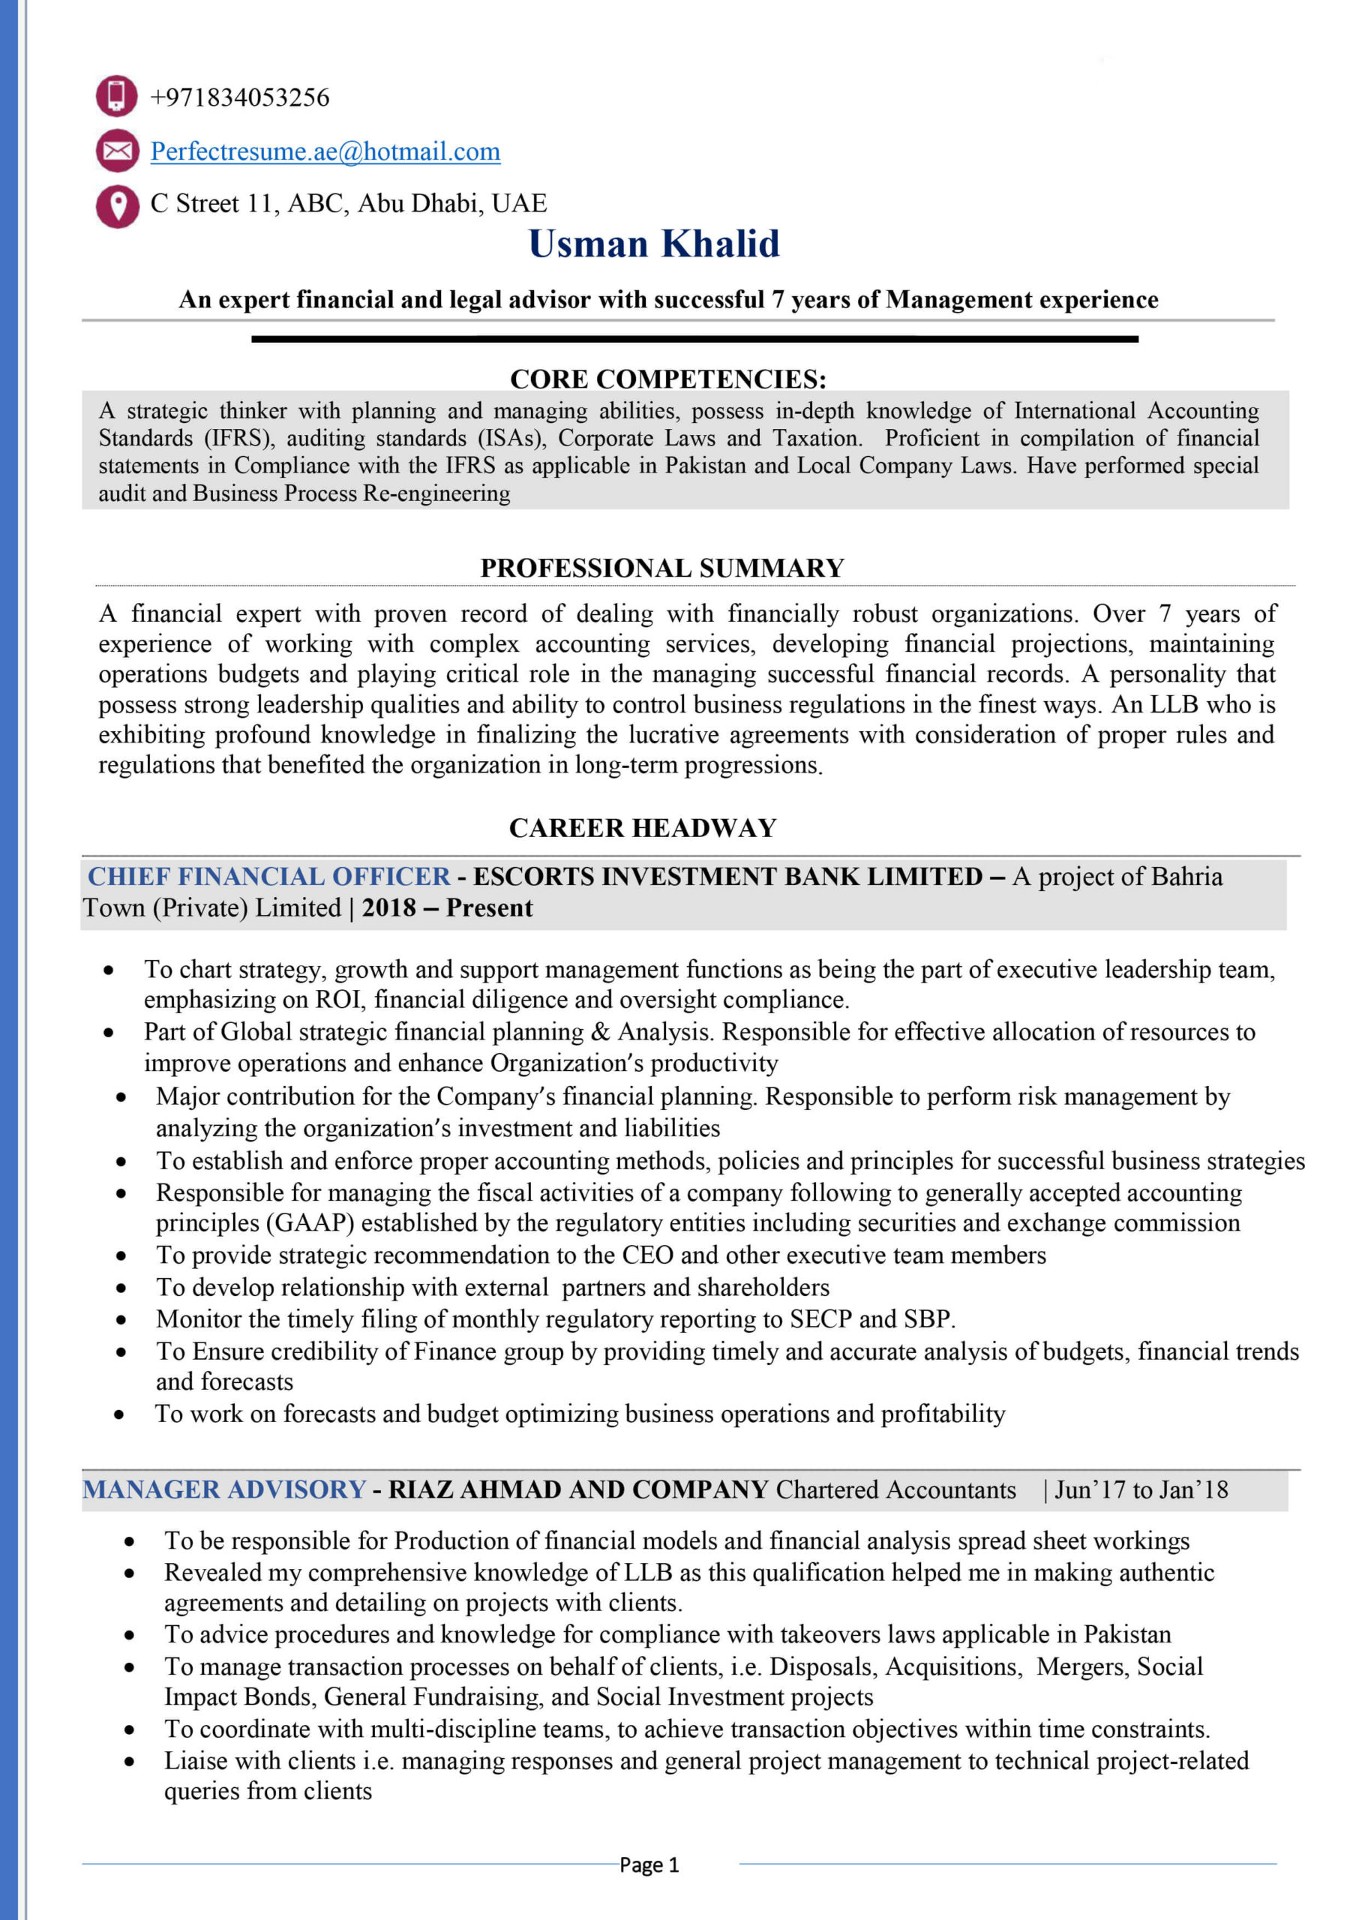 +971834053256
Perfectresume.ae@hotmail.com
C Street 11, ABC, Abu Dhabi, UAE
Usman Khalid
An expert financial and legal advisor with successful 7 years of Management experience
CORE COMPETENCIES:
A strategic thinker with planning and managing abilities, possess in-depth knowledge of International Accounting
Standards (IFRS), auditing standards (ISAs), Corporate Laws and Taxation.  Proficient in compilation of financial
statements in Compliance with the IFRS as applicable in Pakistan and Local Company Laws. Have performed special
audit and Business Process Re-engineering
PROFESSIONAL SUMMARY
A financial expert with proven record of dealing with financially robust organizations. Over 7 years of
experience of working with complex accounting services, developing financial projections, maintaining
operations budgets and playing critical role in the managing successful financial records. A personality that
possess strong leadership qualities and ability to control business regulations in the finest ways. An LLB who is
exhibiting profound knowledge in finalizing the lucrative agreements with consideration of proper rules and
regulations that benefited the organization in long-term progressions.
CAREER HEADWAY
CHIEF FINANCIAL OFFICER - ESCORTS INVESTMENT BANK LIMITED – A project of Bahria
Town (Private) Limited | 2018 – Present
• To chart strategy, growth and support management functions as being the part of executive leadership team,
emphasizing on ROI, financial diligence and oversight compliance.
• Part of Global strategic financial planning & Analysis. Responsible for effective allocation of resources to
improve operations and enhance Organization's productivity
• Major contribution for the Company's financial planning. Responsible to perform risk management by
analyzing the organization's investment and liabilities
• To establish and enforce proper accounting methods, policies and principles for successful business strategies
• Responsible for managing the fiscal activities of a company following to generally accepted accounting
principles (GAAP) established by the regulatory entities including securities and exchange commission
• To provide strategic recommendation to the CEO and other executive team members
• To develop relationship with external  partners and shareholders
• Monitor the timely filing of monthly regulatory reporting to SECP and SBP.
• To Ensure credibility of Finance group by providing timely and accurate analysis of budgets, financial trends
and forecasts
• To work on forecasts and budget optimizing business operations and profitability
MANAGER ADVISORY - RIAZ AHMAD AND COMPANY Chartered Accountants | Jun'17 to Jan'18
• To be responsible for Production of financial models and financial analysis spread sheet workings
• Revealed my comprehensive knowledge of LLB as this qualification helped me in making authentic
agreements and detailing on projects with clients.
• To advice procedures and knowledge for compliance with takeovers laws applicable in Pakistan
• To manage transaction processes on behalf of clients, i.e. Disposals, Acquisitions,  Mergers, Social
Impact Bonds, General Fundraising, and Social Investment projects
• To coordinate with multi-discipline teams, to achieve transaction objectives within time constraints.
• Liaise with clients i.e. managing responses and general project management to technical project-related
queries from clients
Page 1